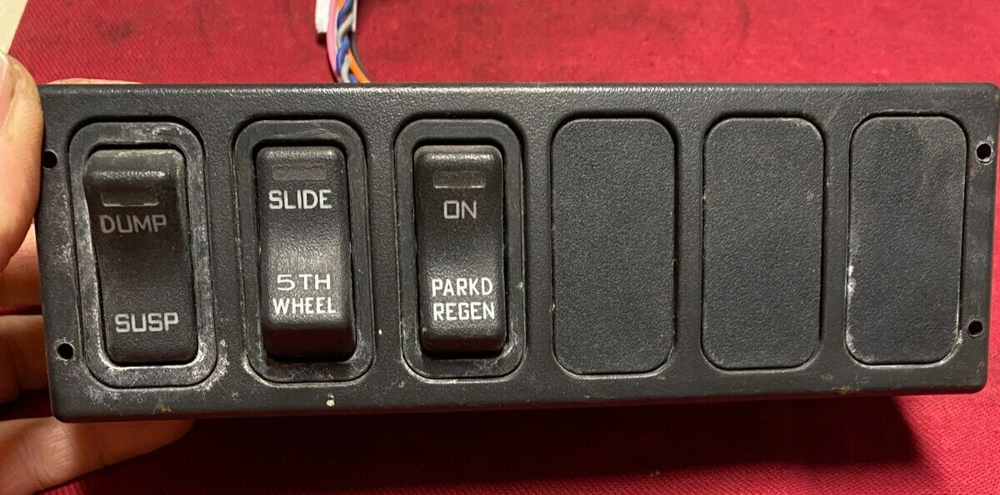 DUMP
SUSP
SLIDE
5TH
WHEEL
ON
PARKD
REGEN